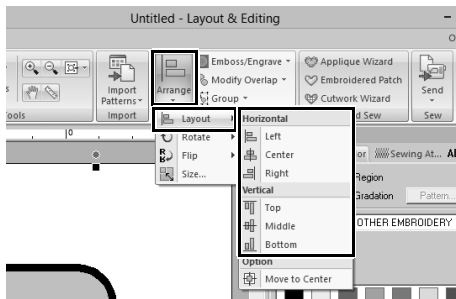 Untitled - Layout & Editing
Import Patterns
Arrange
Emboss/Engrave
Modify Overlap
Group
Applique Wizard
Embroidered Patch
Cutwork Wizard
Send
ools
Import
d Sew
Sew
Layout
Rotate
Flip
Size...
Horizontal
Left
Center
Right
Vertical
Top
Middle
Bottom
Option
Move to Center
or
Sewing At...
Region
Gradation
Pattern...
OTHER EMBROIDERY